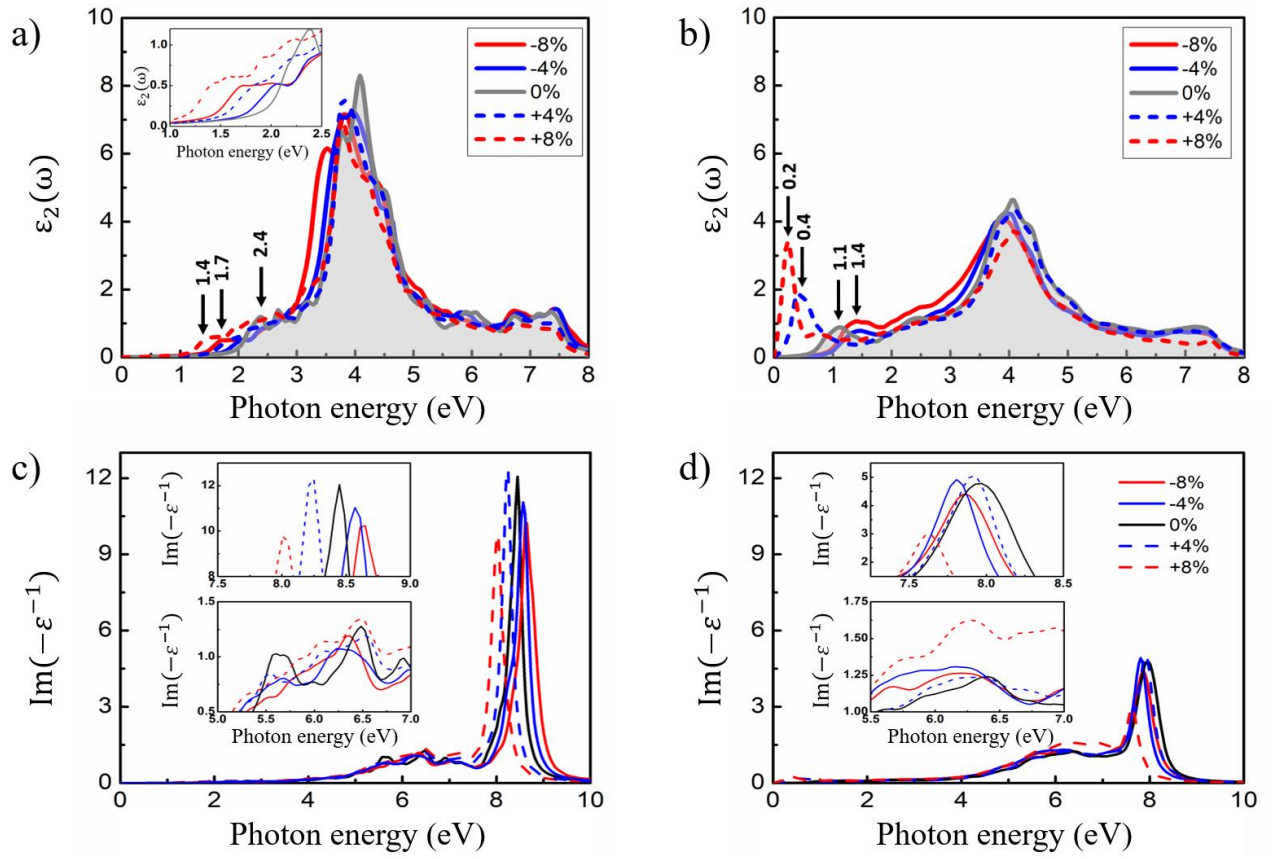 a)
ε₂(ω)
10
8
6
4
2
0
0 1 2 3 4 5 6 7 8
Photon energy (eV)
-8%
-4%
0%
+4%
+8%
1.4
1.7
2.4
ε₂(ω)
1.0
0.5
0.0
1.0 1.5 2.0 2.5
Photon energy (eV)
b)
ε₂(ω)
10
8
6
4
2
0
0 1 2 3 4 5 6 7 8
Photon energy (eV)
-8%
-4%
0%
+4%
+8%
0.2
0.4
1.1
1.4
c)
Im(−ε⁻¹)
12
9
6
3
0
0 2 4 6 8 10
Photon energy (eV)
Im(−ε⁻¹)
12
10
8
7.5 8.0 8.5 9.0
Im(−ε⁻¹)
1.5
1.0
0.5
5.0 5.5 6.0 6.5 7.0
Photon energy (eV)
d)
Im(−ε⁻¹)
12
9
6
3
0
0 2 4 6 8 10
Photon energy (eV)
-8%
-4%
0%
+4%
+8%
Im(−ε⁻¹)
5
4
3
2
7.5 8.0 8.5
Im(−ε⁻¹)
1.75
1.50
1.25
1.00
5.5 6.0 6.5 7.0
Photon energy (eV)